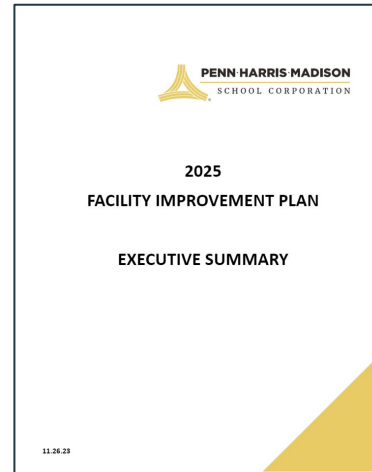 PENN·HARRIS·MADISON
SCHOOL CORPORATION
2025
FACILITY IMPROVEMENT PLAN
EXECUTIVE SUMMARY
11.26.23